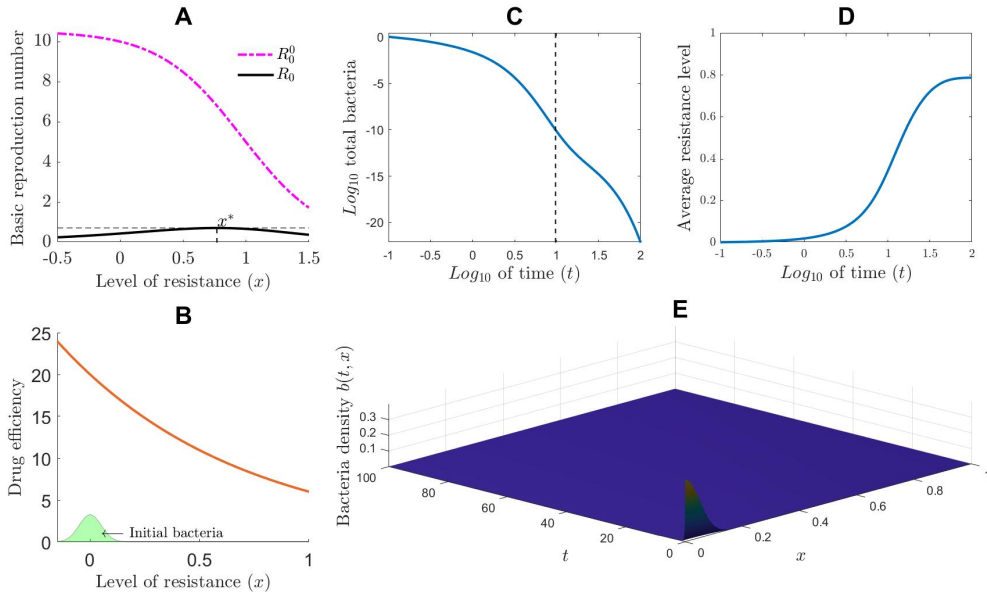 A
Basic reproduction number
10
8
6
4
2
0
-0.5
0
0.5
1
1.5
Level of resistance (x)
R_0^0
R_0
x*
C
Log10 total bacteria
0
-5
-10
-15
-20
-1
-0.5
0
0.5
1
1.5
2
Log10 of time (t)
D
Average resistance level
1
0.8
0.6
0.4
0.2
0
-1
-0.5
0
0.5
1
1.5
2
Log10 of time (t)
B
Drug efficiency
25
20
15
10
5
0
0
0.5
1
Level of resistance (x)
Initial bacteria
E
Bacteria density b(t, x)
0.3
0.2
0.1
100
80
60
40
20
0
t
0
0.2
0.4
0.6
0.8
x